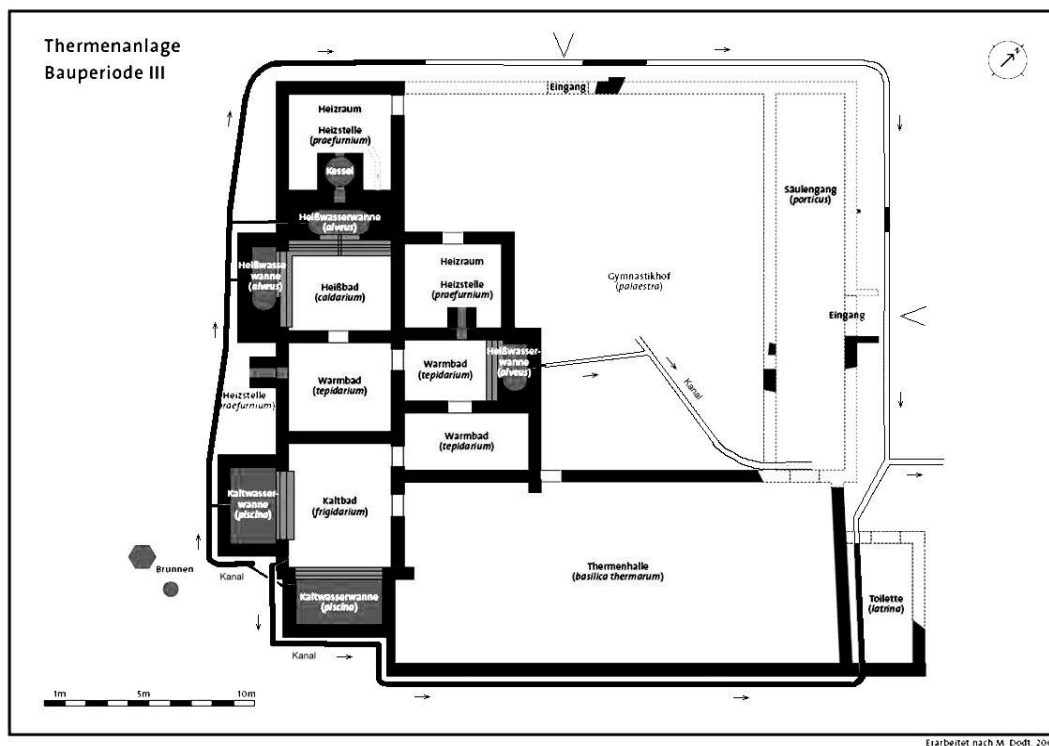 Thermenanlage
Bauperiode III
N
Eingang
Heizraum
Heizstelle
(praefurnium)
Kessel
Säulengang
(porticus)
Heißwasserwanne
(alveus)
Heißwasse
wanne
(alveus)
Heizraum
Heizstelle
(praefurnium)
Heißbad
(caldarium)
Gymnastikhof
(palaestra)
Eingang
Warmbad
(tepidarium)
Heißwasser-
wanne
(alveus)
Warmbad
(tepidarium)
Kanal
Heizstelle
praefurnium)
Warmbad
(tepidarium)
Kaltwasser-
wanne
(piscina)
Kaltbad
(frigidarium)
Thermenhalle
(basilica thermarum)
Brunnen
Kanal
Kaltwasserwanne
(piscina)
Toilette
(latrina)
Kanal
1m 5m 10m
Erarbeitet nach M. Dodt, 20